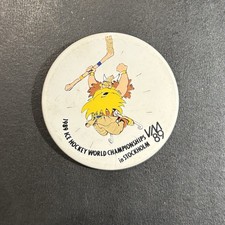 1989 ICE HOCKEY WORLD CHAMPIONSHIPS
in STOCKHOLM
VM
89